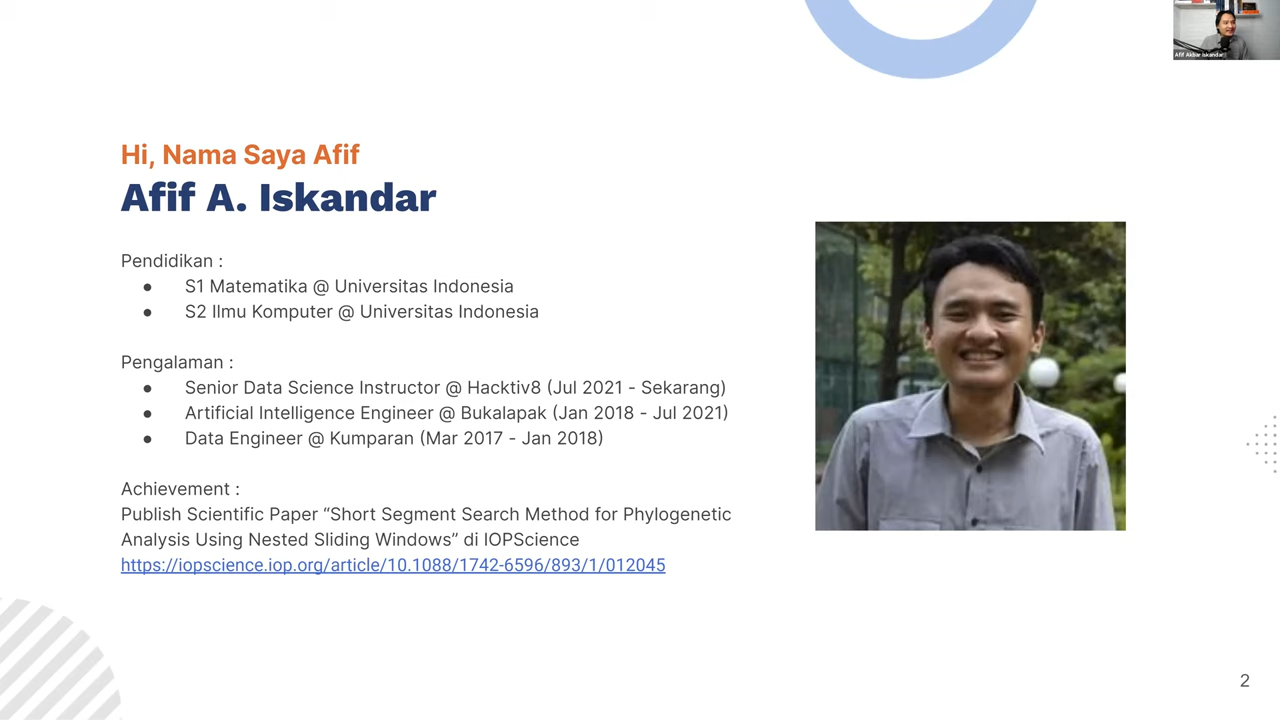 Afif Akbar Iskandar
Hi, Nama Saya Afif
Afif A. Iskandar
Pendidikan :
● S1 Matematika @ Universitas Indonesia
● S2 Ilmu Komputer @ Universitas Indonesia
Pengalaman :
● Senior Data Science Instructor @ Hacktiv8 (Jul 2021 - Sekarang)
● Artificial Intelligence Engineer @ Bukalapak (Jan 2018 - Jul 2021)
● Data Engineer @ Kumparan (Mar 2017 - Jan 2018)
Achievement :
Publish Scientific Paper “Short Segment Search Method for Phylogenetic
Analysis Using Nested Sliding Windows” di IOPScience
https://iopscience.iop.org/article/10.1088/1742-6596/893/1/012045
2